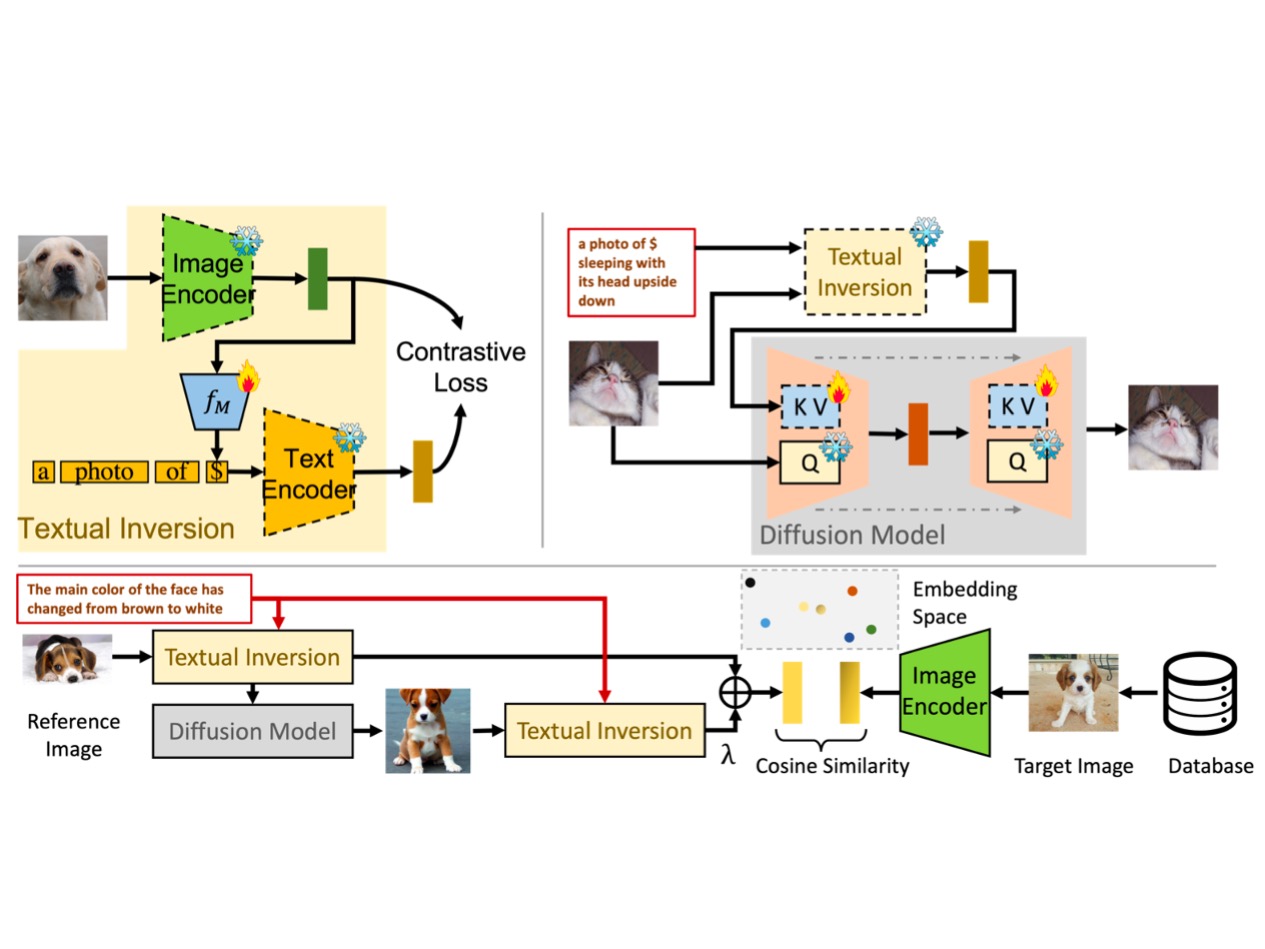 Image
Encoder
f_M
Contrastive
Loss
a photo of $
Text
Encoder
Textual Inversion
a photo of $
sleeping with
its head upside
down
Textual
Inversion
K V
Q
K V
Q
Diffusion Model
The main color of the face has
changed from brown to white
Textual Inversion
Reference
Image
Diffusion Model
Textual Inversion
λ
Embedding
Space
Cosine Similarity
Image
Encoder
Target Image
Database